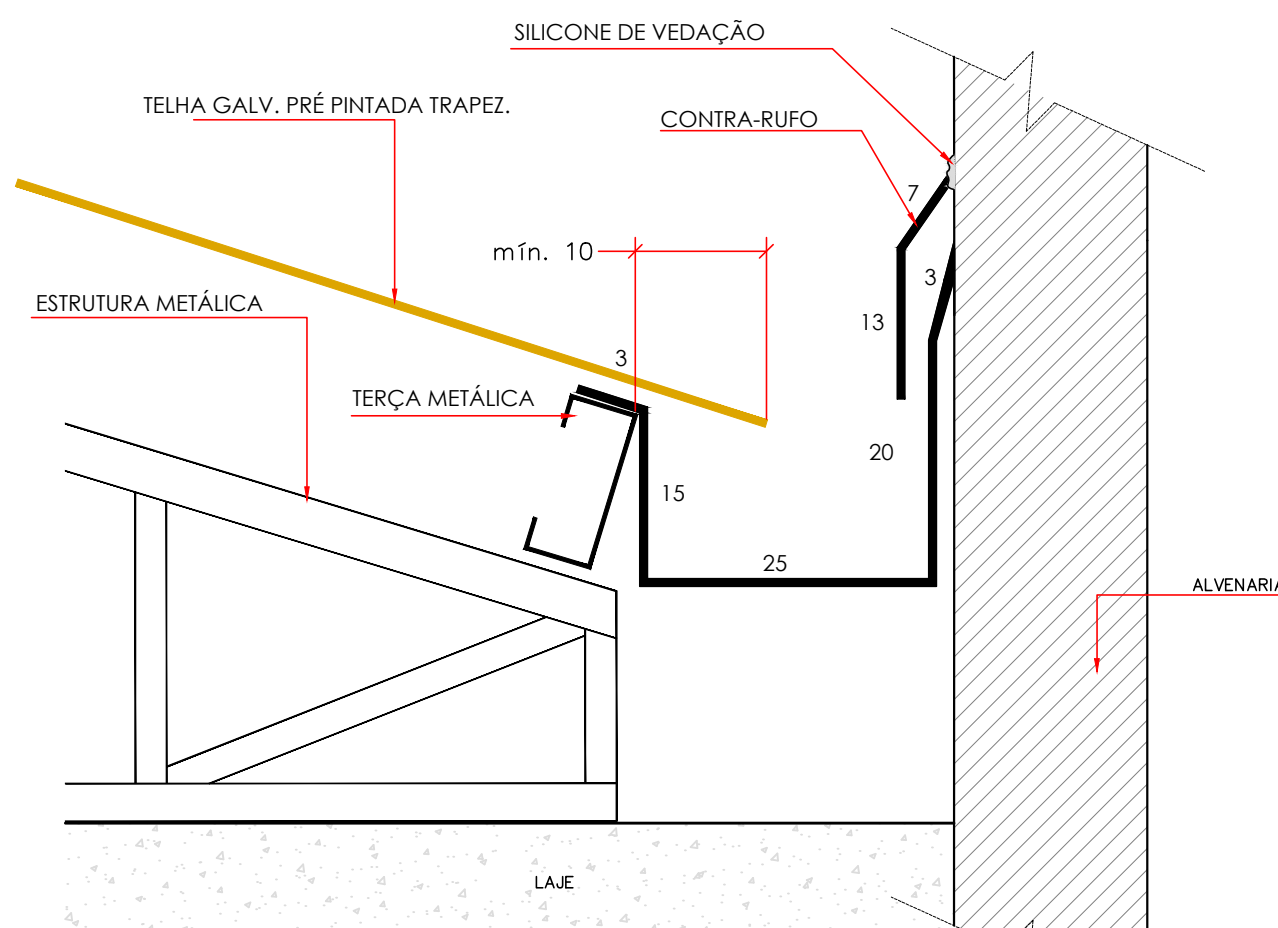 SILICONE DE VEDAÇÃO
TELHA GALV. PRÉ PINTADA TRAPEZ.
CONTRA-RUFO
7
mín. 10
3
ESTRUTURA METÁLICA
13
3
TERÇA METÁLICA
20
15
25
ALVENARIA
LAJE